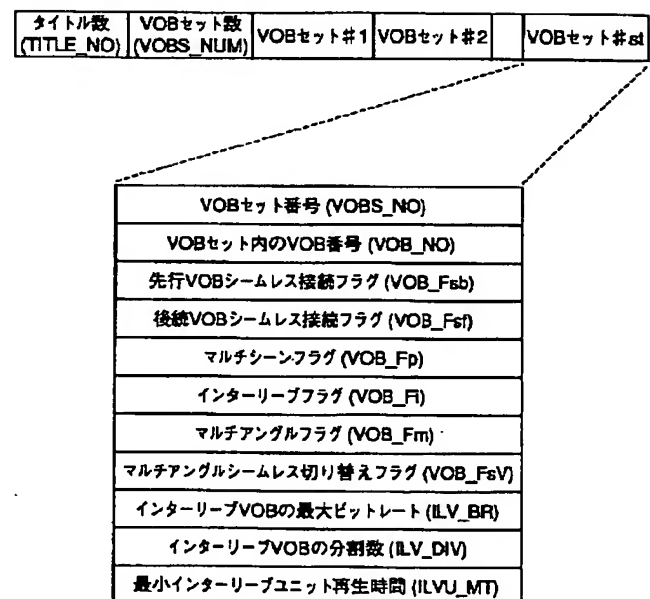 タイトル数 (TITLE_NO)
VOBセット数 (VOBS_NUM)
VOBセット#1
VOBセット#2
VOBセット#st
VOBセット番号 (VOBS_NO)
VOBセット内のVOB番号 (VOB_NO)
先行VOBシームレス接続フラグ (VOB_Fsb)
後続VOBシームレス接続フラグ (VOB_Fsf)
マルチシーンフラグ (VOB_Fp)
インターリーブフラグ (VOB_Fi)
マルチアングルフラグ (VOB_Fm)
マルチアングルシームレス切り替えフラグ (VOB_FsV)
インターリーブVOBの最大ビットレート (ILV_BR)
インターリーブVOBの分割数 (ILV_DIV)
最小インターリーブユニット再生時間 (ILVU_MT)